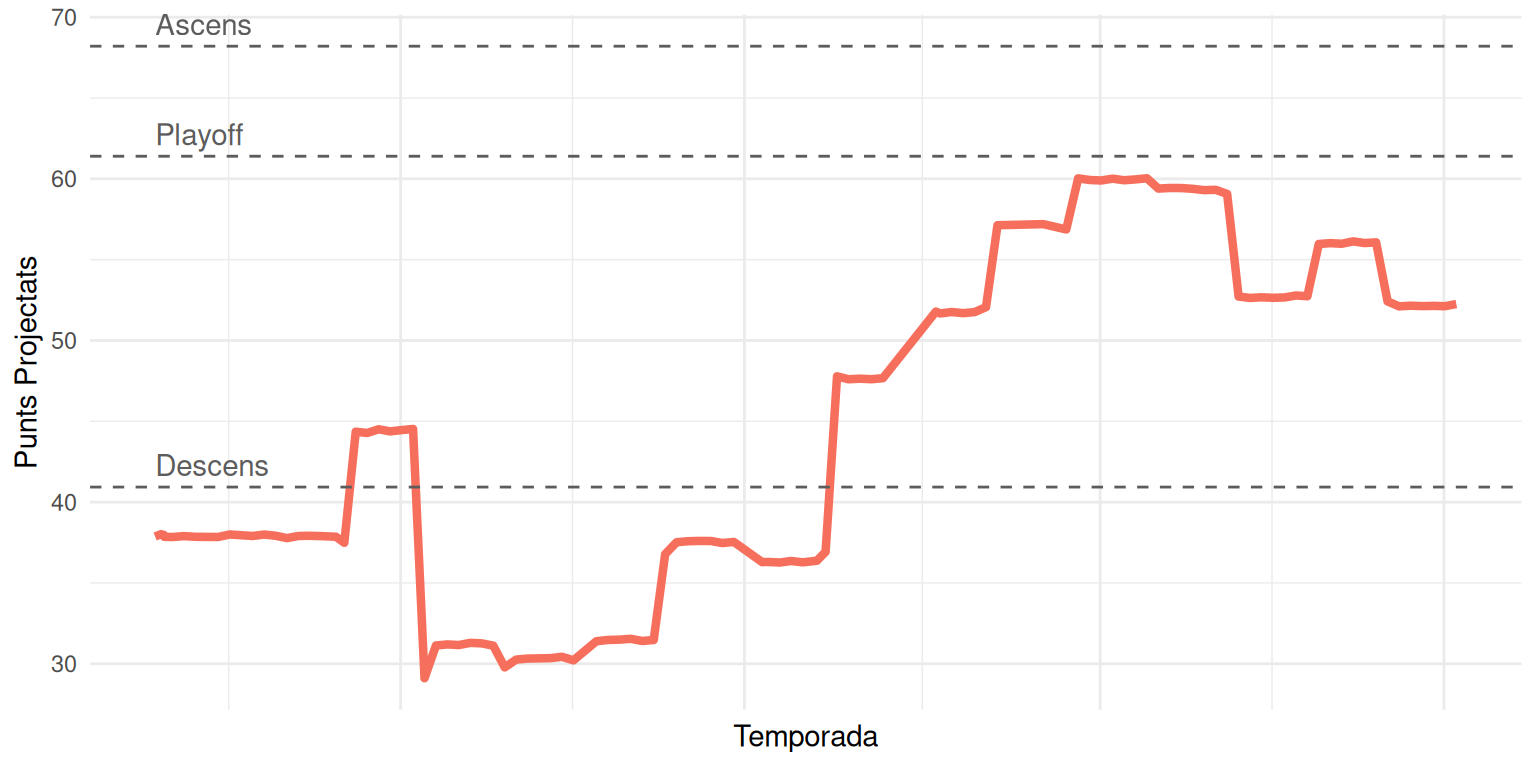 70
Ascens
Playoff
60
50
Descens
40
30
Punts Projectats
Temporada